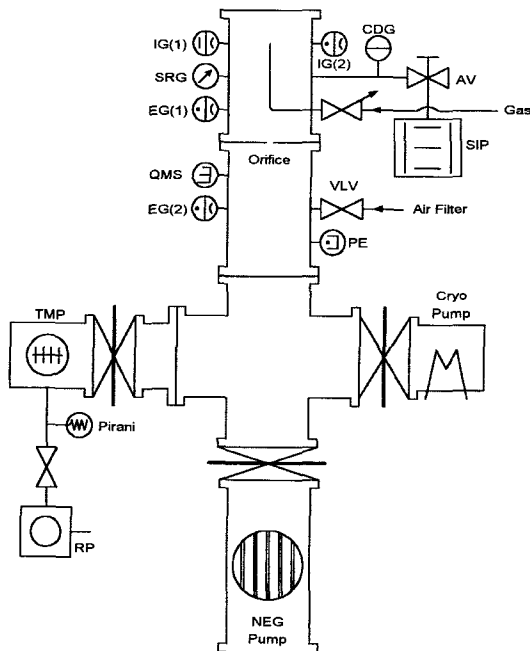 CDG
IG(1)
IG(2)
SRG
AV
EG(1)
Gas
SIP
Orifice
QMS
VLV
EG(2)
Air Filter
PE
TMP
Cryo
Pump
Pirani
RP
NEG
Pump